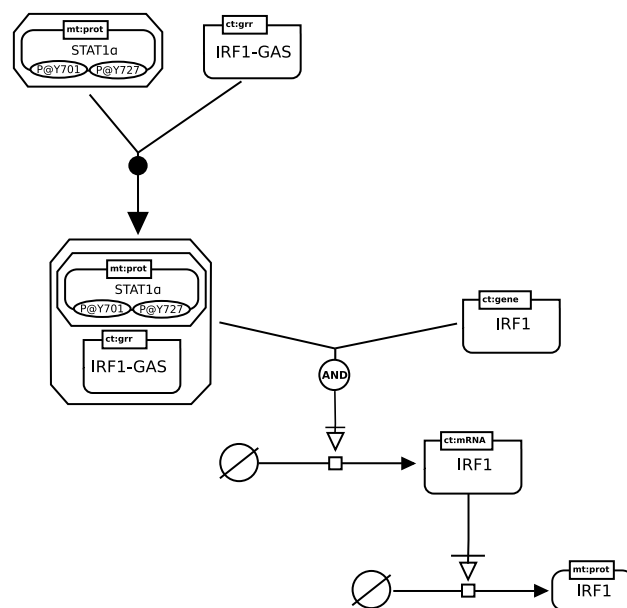 mt:prot
STAT1α
P@Y701 P@Y727
ct:grr
IRF1-GAS
mt:prot
STAT1α
P@Y701 P@Y727
ct:grr
IRF1-GAS
ct:gene
IRF1
AND
ct:mRNA
IRF1
mt:prot
IRF1